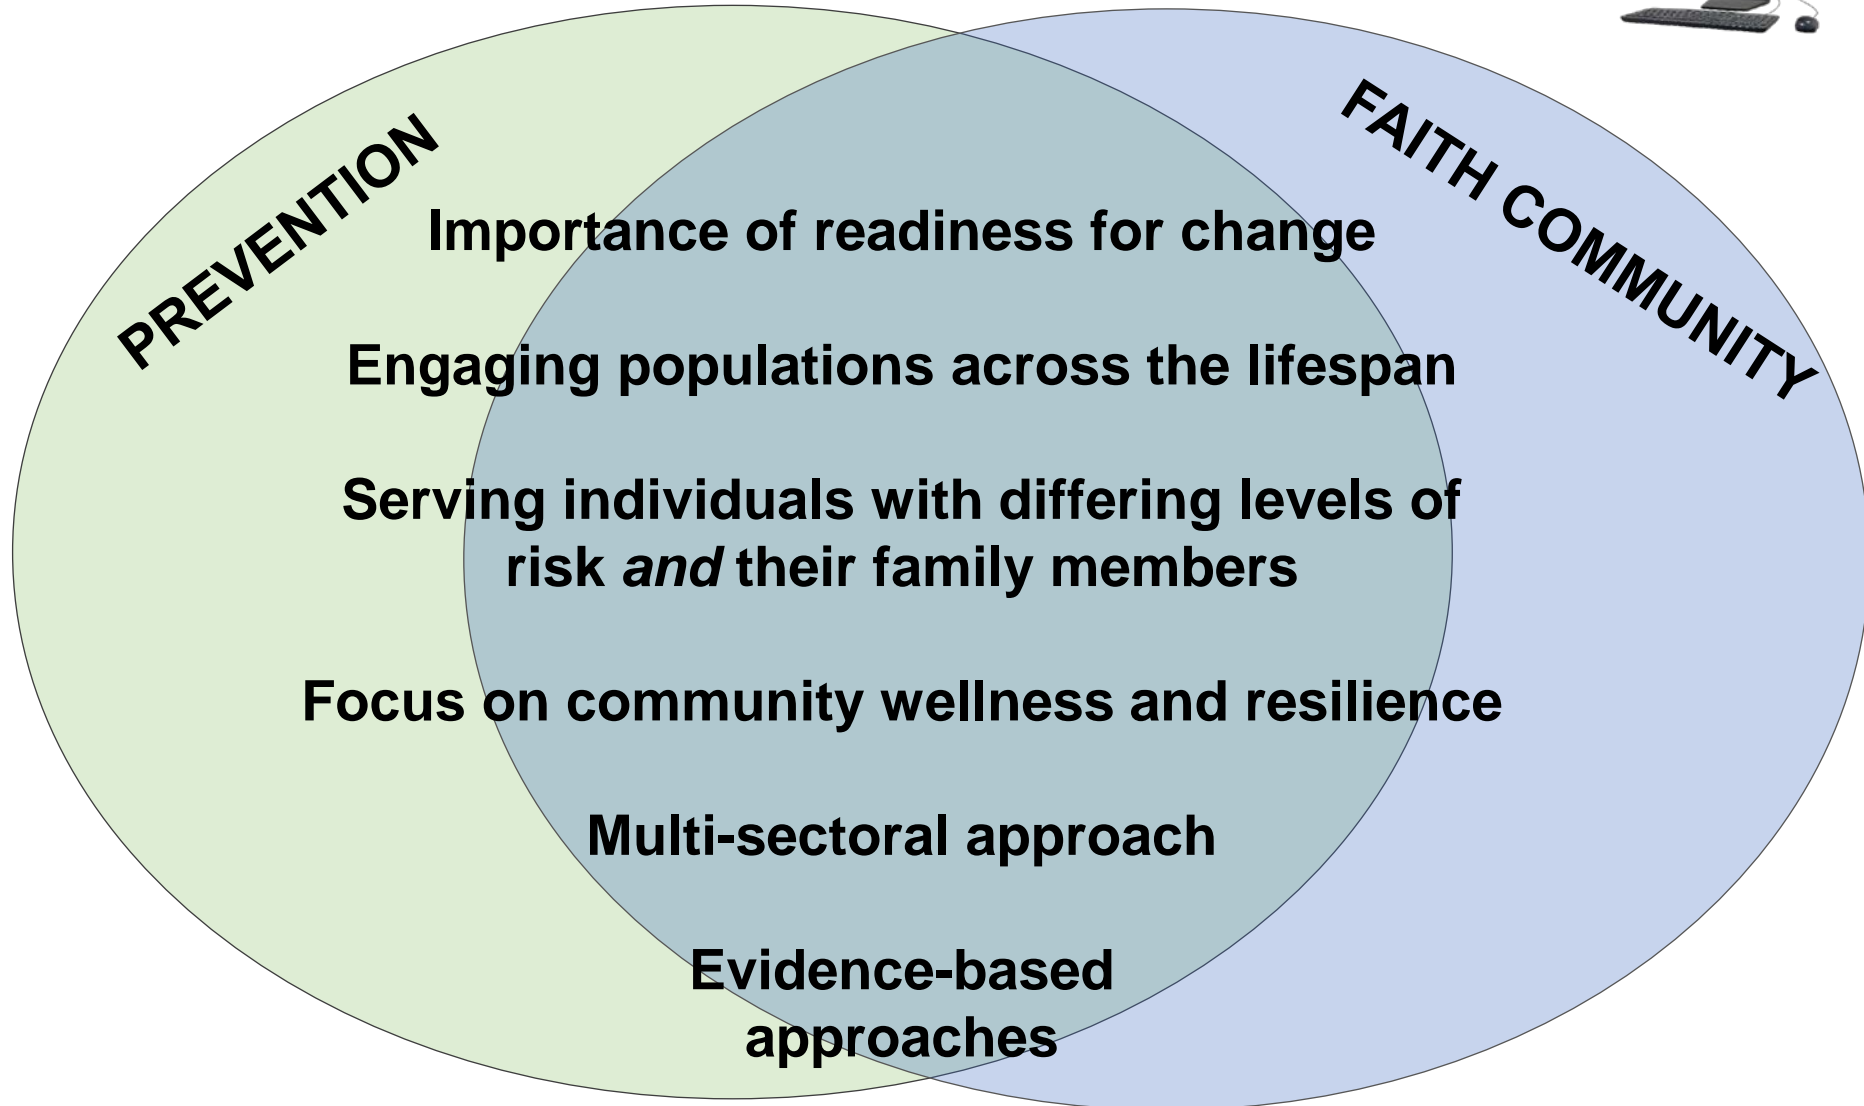 PREVENTION
FAITH COMMUNITY
Importance of readiness for change
Engaging populations across the lifespan
Serving individuals with differing levels of
risk and their family members
Focus on community wellness and resilience
Multi-sectoral approach
Evidence-based
approaches